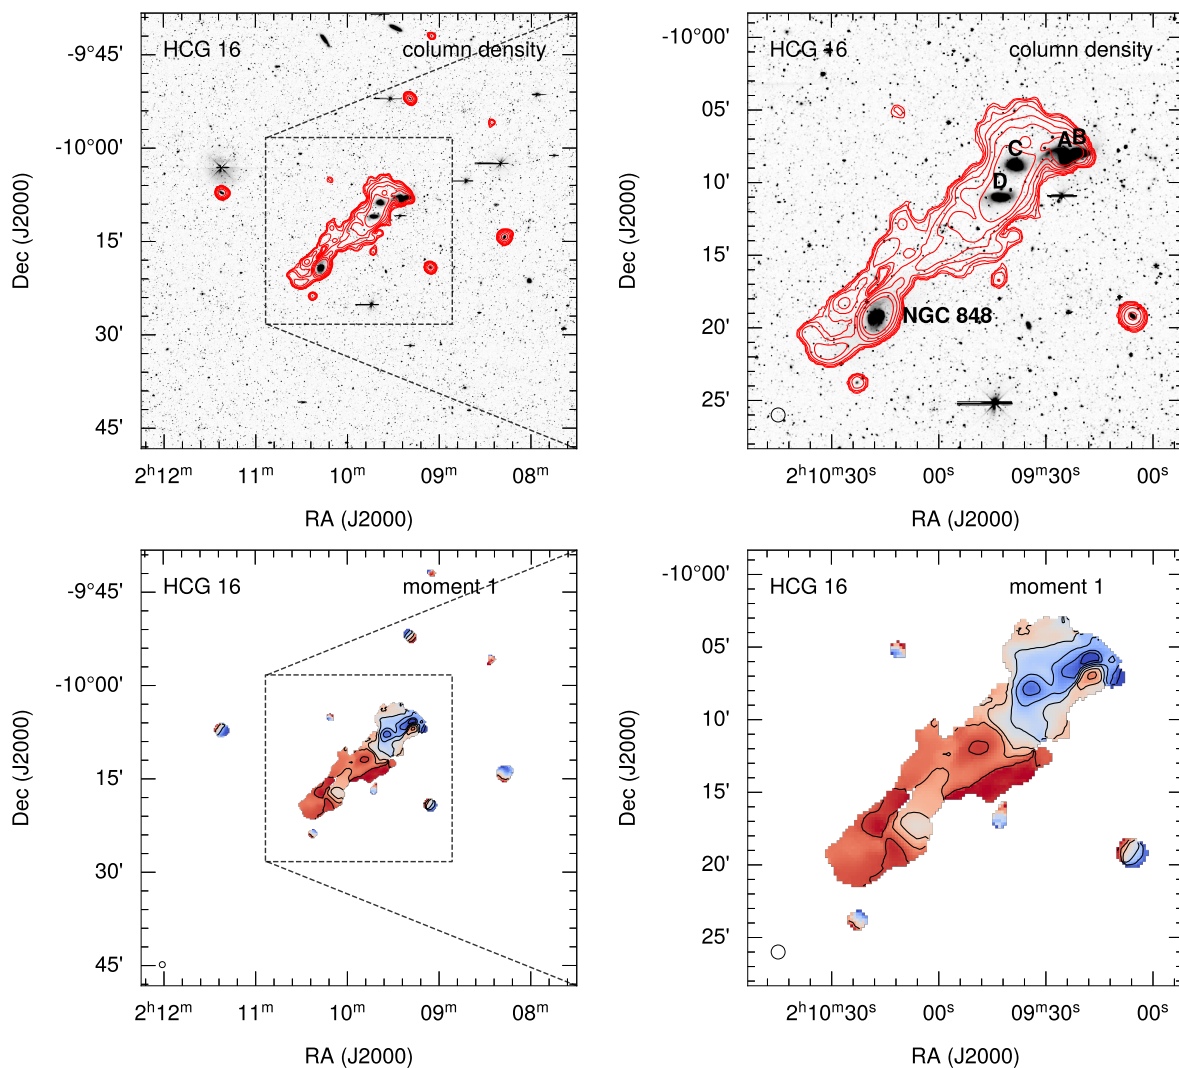 HCG 16 column density
-9°45'
-10°00'
15'
30'
45'
Dec (J2000)
2ʰ12ᵐ 11ᵐ 10ᵐ 09ᵐ 08ᵐ
RA (J2000)
HCG 16 column density
-10°00'
05'
10'
15'
20'
25'
Dec (J2000)
AB
C
D
NGC 848
2ʰ10ᵐ30ˢ 00ˢ 09ᵐ30ˢ 00ˢ
RA (J2000)
HCG 16 moment 1
-9°45'
-10°00'
15'
30'
45'
Dec (J2000)
2ʰ12ᵐ 11ᵐ 10ᵐ 09ᵐ 08ᵐ
RA (J2000)
HCG 16 moment 1
-10°00'
05'
10'
15'
20'
25'
Dec (J2000)
2ʰ10ᵐ30ˢ 00ˢ 09ᵐ30ˢ 00ˢ
RA (J2000)